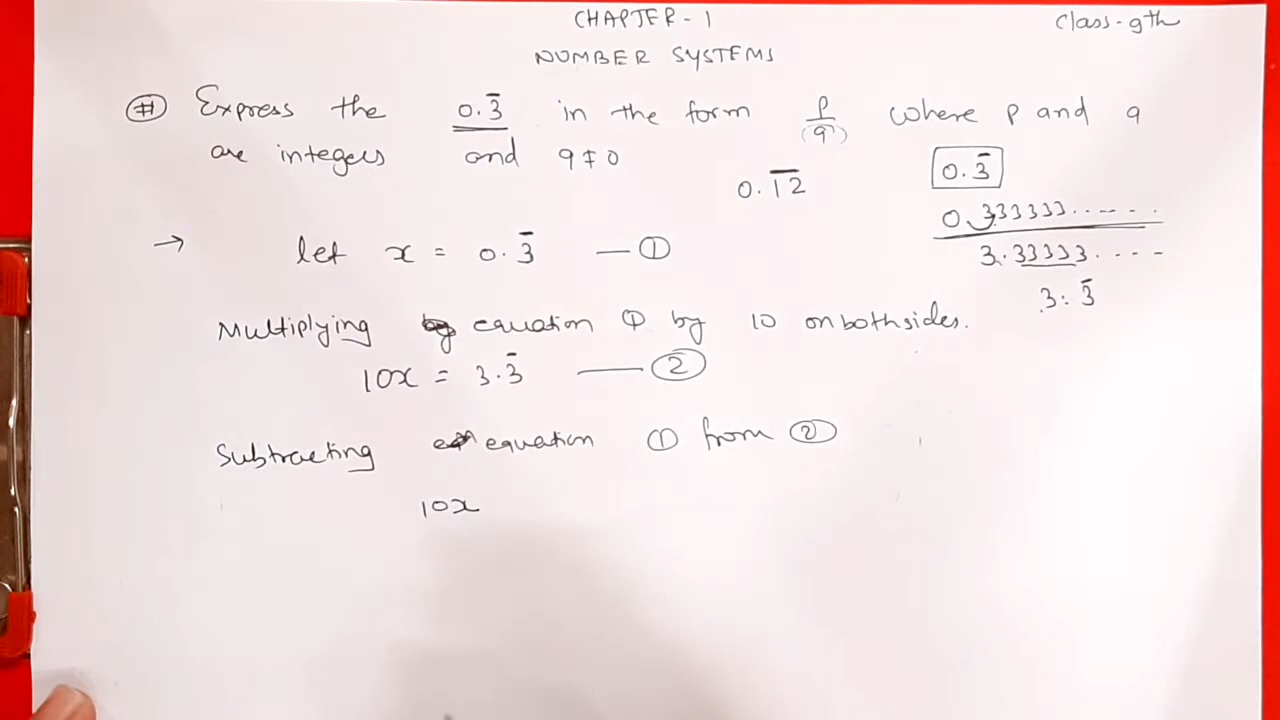 CHAPTER - 1
Class - 9th
NUMBER SYSTEMS
# Express the 0.3̅ in the form p/q where p and q
are integers and q ≠ 0
0.1̅2̅
0.3̅
0.333333......
3.33333....
3.3̅
→ let x = 0.3̅ — ①
Multiplying equation ① by 10 on both sides.
10x = 3.3̅ — ②
Subtracting equation ① from ②
10x